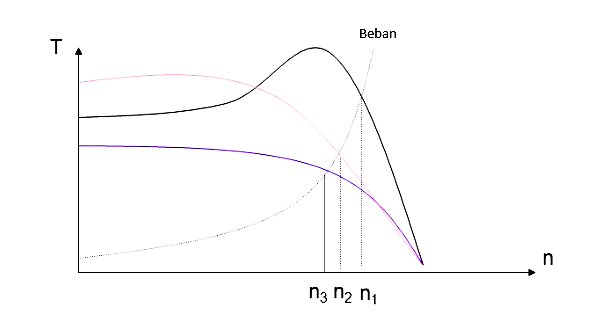 Beban
T
n
n₃ n₂ n₁